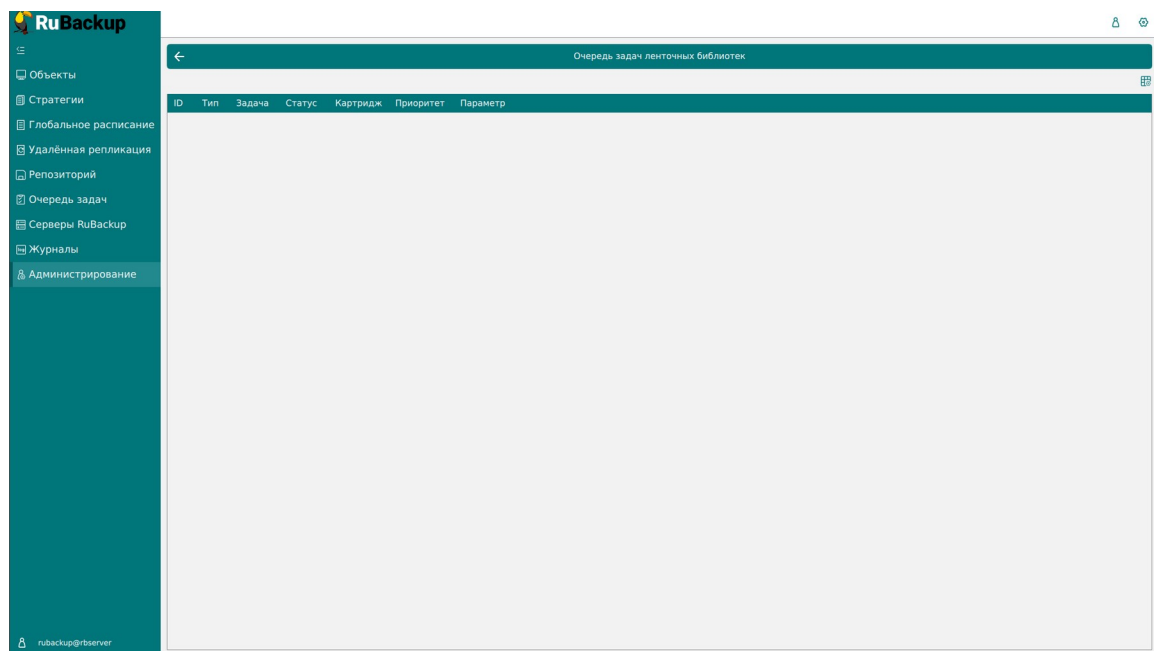 RuBackup
Очередь задач ленточных библиотек
Объекты
Стратегии
Глобальное расписание
Удалённая репликация
Репозиторий
Очередь задач
Серверы RuBackup
Журналы
Администрирование
ID Тип Задача Статус Картридж Приоритет Параметр
rubackup@rbserver